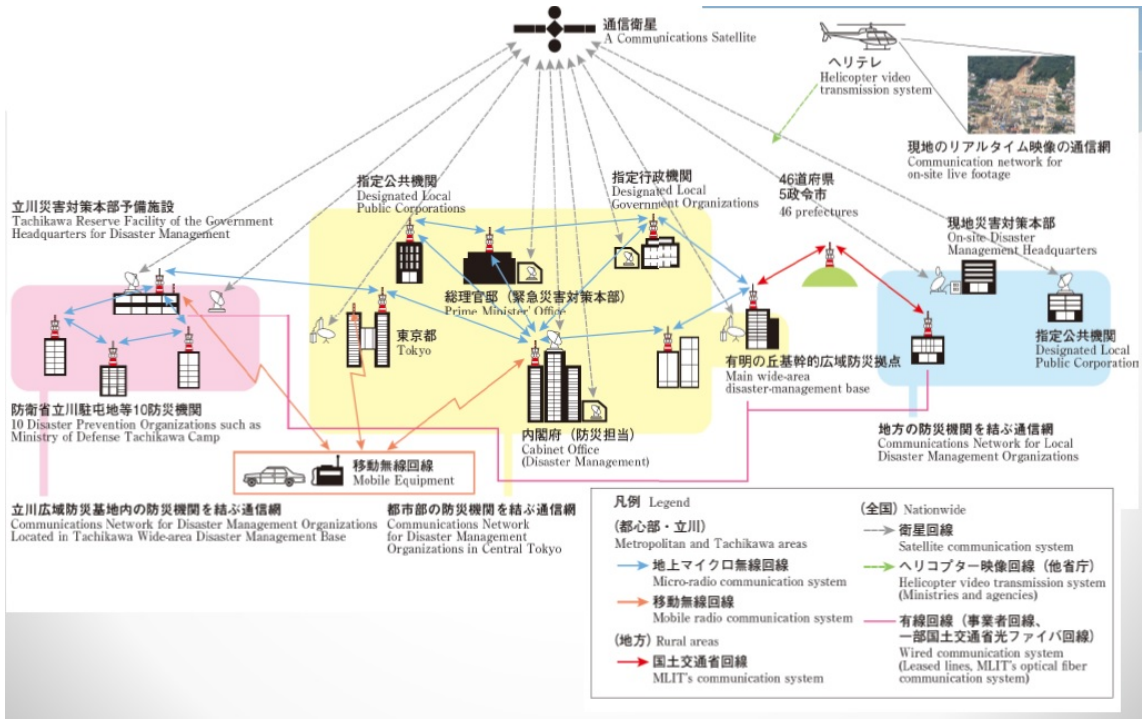 通信衛星
A Communications Satellite
ヘリテレ
Helicopter video
transmission system
現地のリアルタイム映像の通信網
Communication network for
on-site live footage
立川災害対策本部予備施設
Tachikawa Reserve Facility of the Government
Headquarters for Disaster Management
指定公共機関
Designated Local
Public Corporations
指定行政機関
Designated Local
Government Organizations
46道府県
5政令市
46 prefectures
現地災害対策本部
On-site Disaster
Management Headquarters
総理官邸（緊急災害対策本部）
Prime Minister' Office
東京都
Tokyo
有明の丘基幹的広域防災拠点
Main wide-area
disaster-management base
指定公共機関
Designated Local
Public Corporation
防衛省立川駐屯地等10防災機関
10 Disaster Prevention Organizations such as
Ministry of Defense Tachikawa Camp
内閣府（防災担当）
Cabinet Office
(Disaster Management)
地方の防災機関を結ぶ通信網
Communications Network for Local
Disaster Management Organizations
移動無線回線
Mobile Equipment
立川広域防災基地内の防災機関を結ぶ通信網
Communications Network for Disaster Management Organizations
Located in Tachikawa Wide-area Disaster Management Base
都市部の防災機関を結ぶ通信網
Communications Network
for Disaster Management
Organizations in Central Tokyo
凡例 Legend
（都心部・立川）
Metropolitan and Tachikawa areas
地上マイクロ無線回線
Micro-radio communication system
移動無線回線
Mobile radio communication system
（地方）Rural areas
国土交通省回線
MLIT's communication system
（全国）Nationwide
衛星回線
Satellite communication system
ヘリコプター映像回線（他省庁）
Helicopter video transmission system
(Ministries and agencies)
有線回線（事業者回線、
一部国土交通省光ファイバ回線）
Wired communication system
(Leased lines, MLIT's optical fiber
communication system)